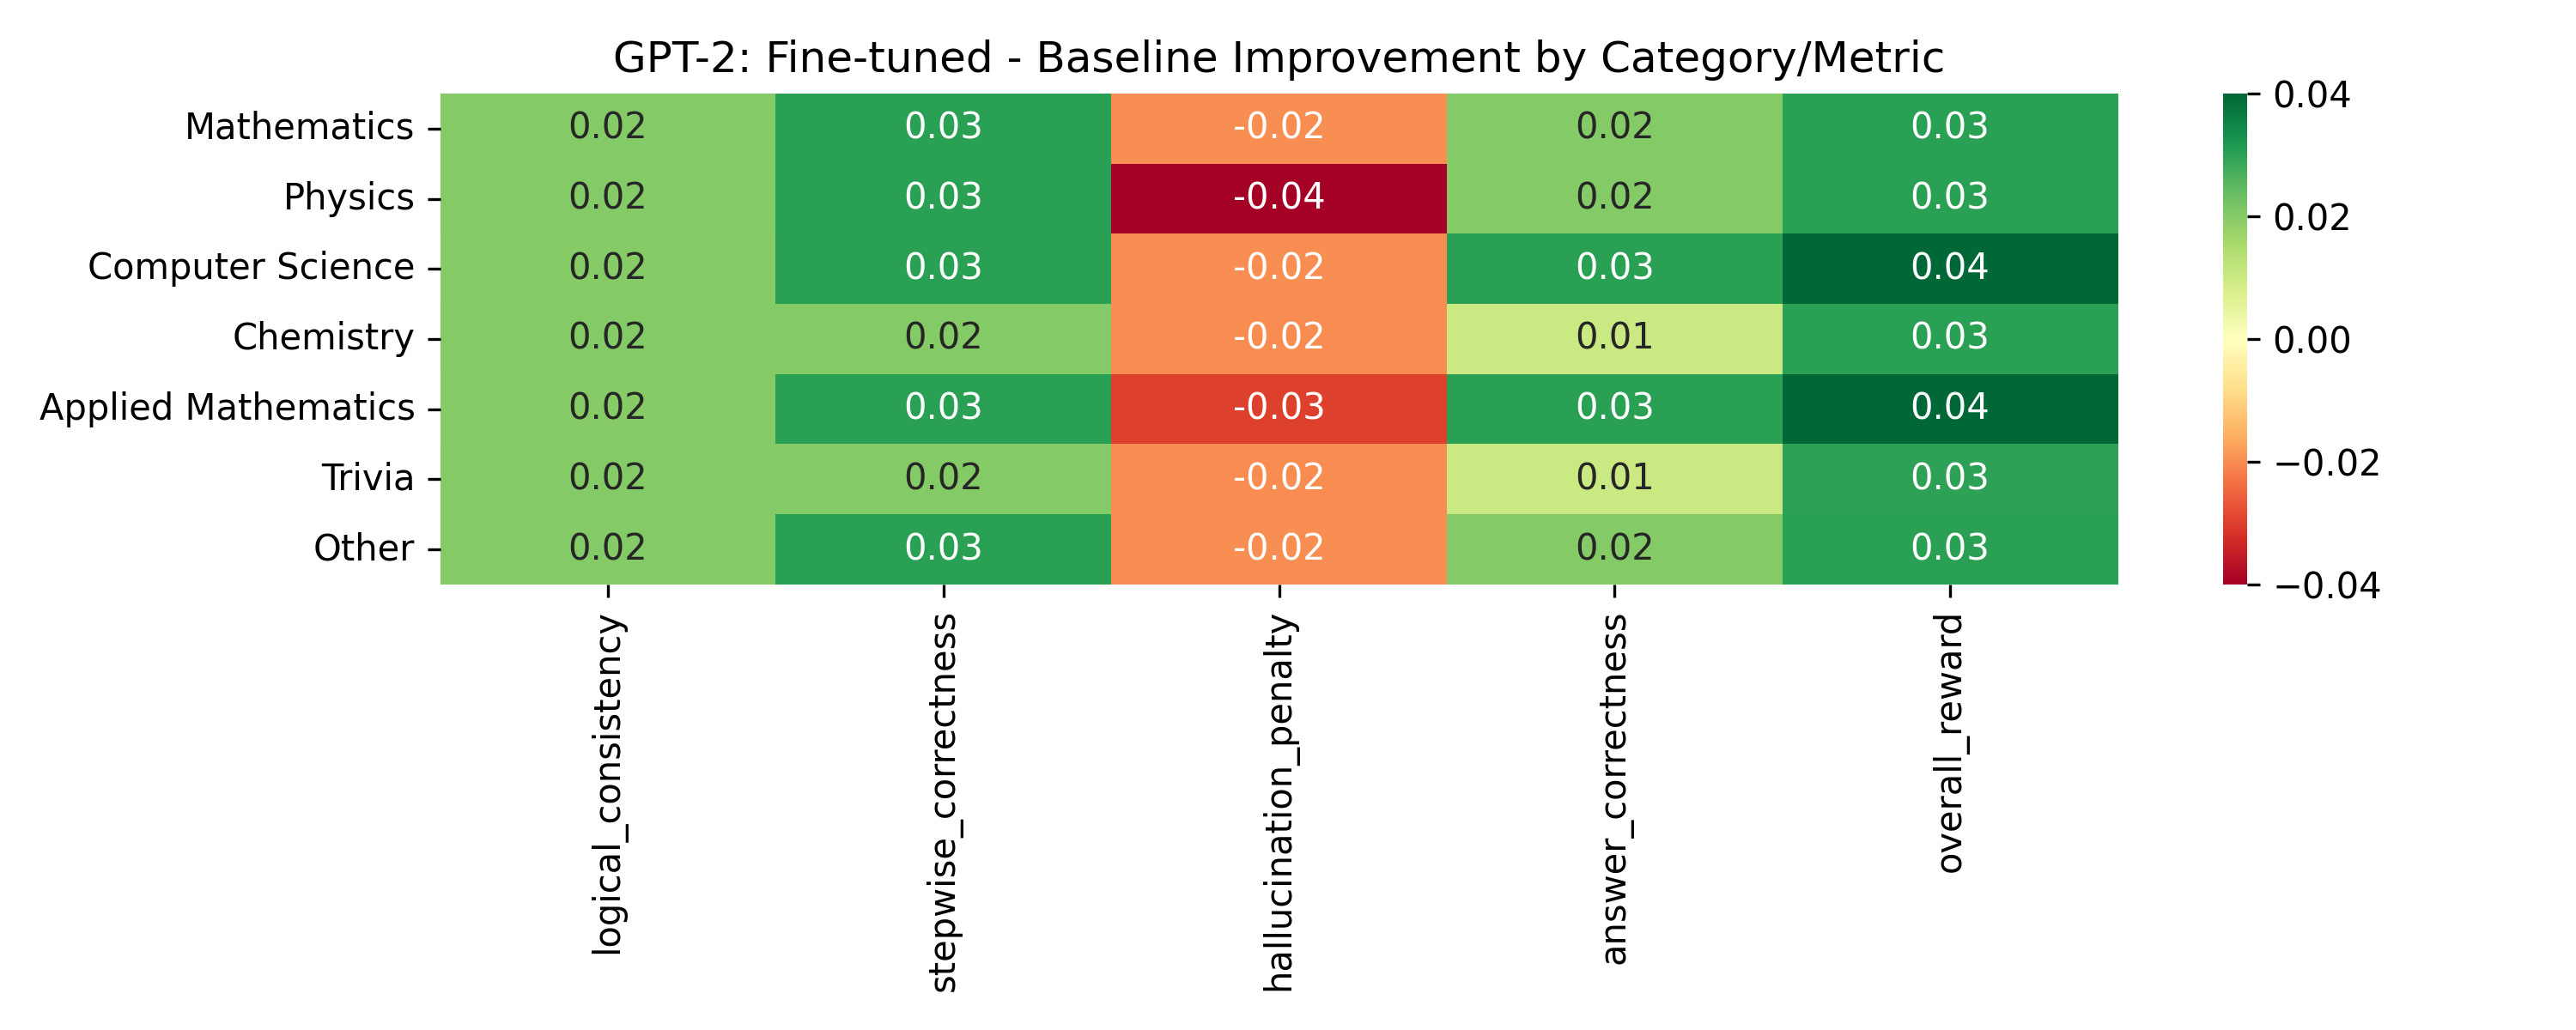 GPT-2: Fine-tuned - Baseline Improvement by Category/Metric
Mathematics 0.02 0.03 -0.02 0.02 0.03
Physics 0.02 0.03 -0.04 0.02 0.03
Computer Science 0.02 0.03 -0.02 0.03 0.04
Chemistry 0.02 0.02 -0.02 0.01 0.03
Applied Mathematics 0.02 0.03 -0.03 0.03 0.04
Trivia 0.02 0.02 -0.02 0.01 0.03
Other 0.02 0.03 -0.02 0.02 0.03
logical_consistency
stepwise_correctness
hallucination_penalty
answer_correctness
overall_reward
0.04
0.02
0.00
−0.02
−0.04